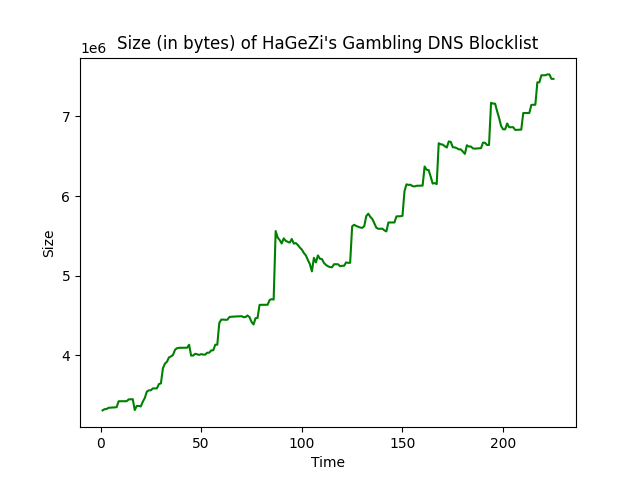 Size (in bytes) of HaGeZi's Gambling DNS Blocklist
1e6
7
6
5
4
Size
0 50 100 150 200
Time